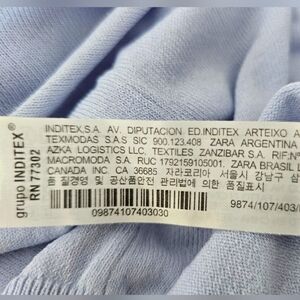 grupo INDITEX®
RN 77302
INDITEX,S.A. AV. DIPUTACION ED.INDITEX ARTEIXO A
TEXMODAS S.A.S SIC 900.123.408 ZARA ARGENTINA
AZKA LOGISTICS LLC, TEXTILES ZANZIBAR S.A. RIF:N°
MACROMODA S.A. RUC 1792159105001. ZARA BRASIL L
CANADA INC. CA 36685 자라코리아 서울시 강남구 삼
품질경영 및 공산품안전 관리법에 의한 품질표시
09874107403030
9874/107/403/